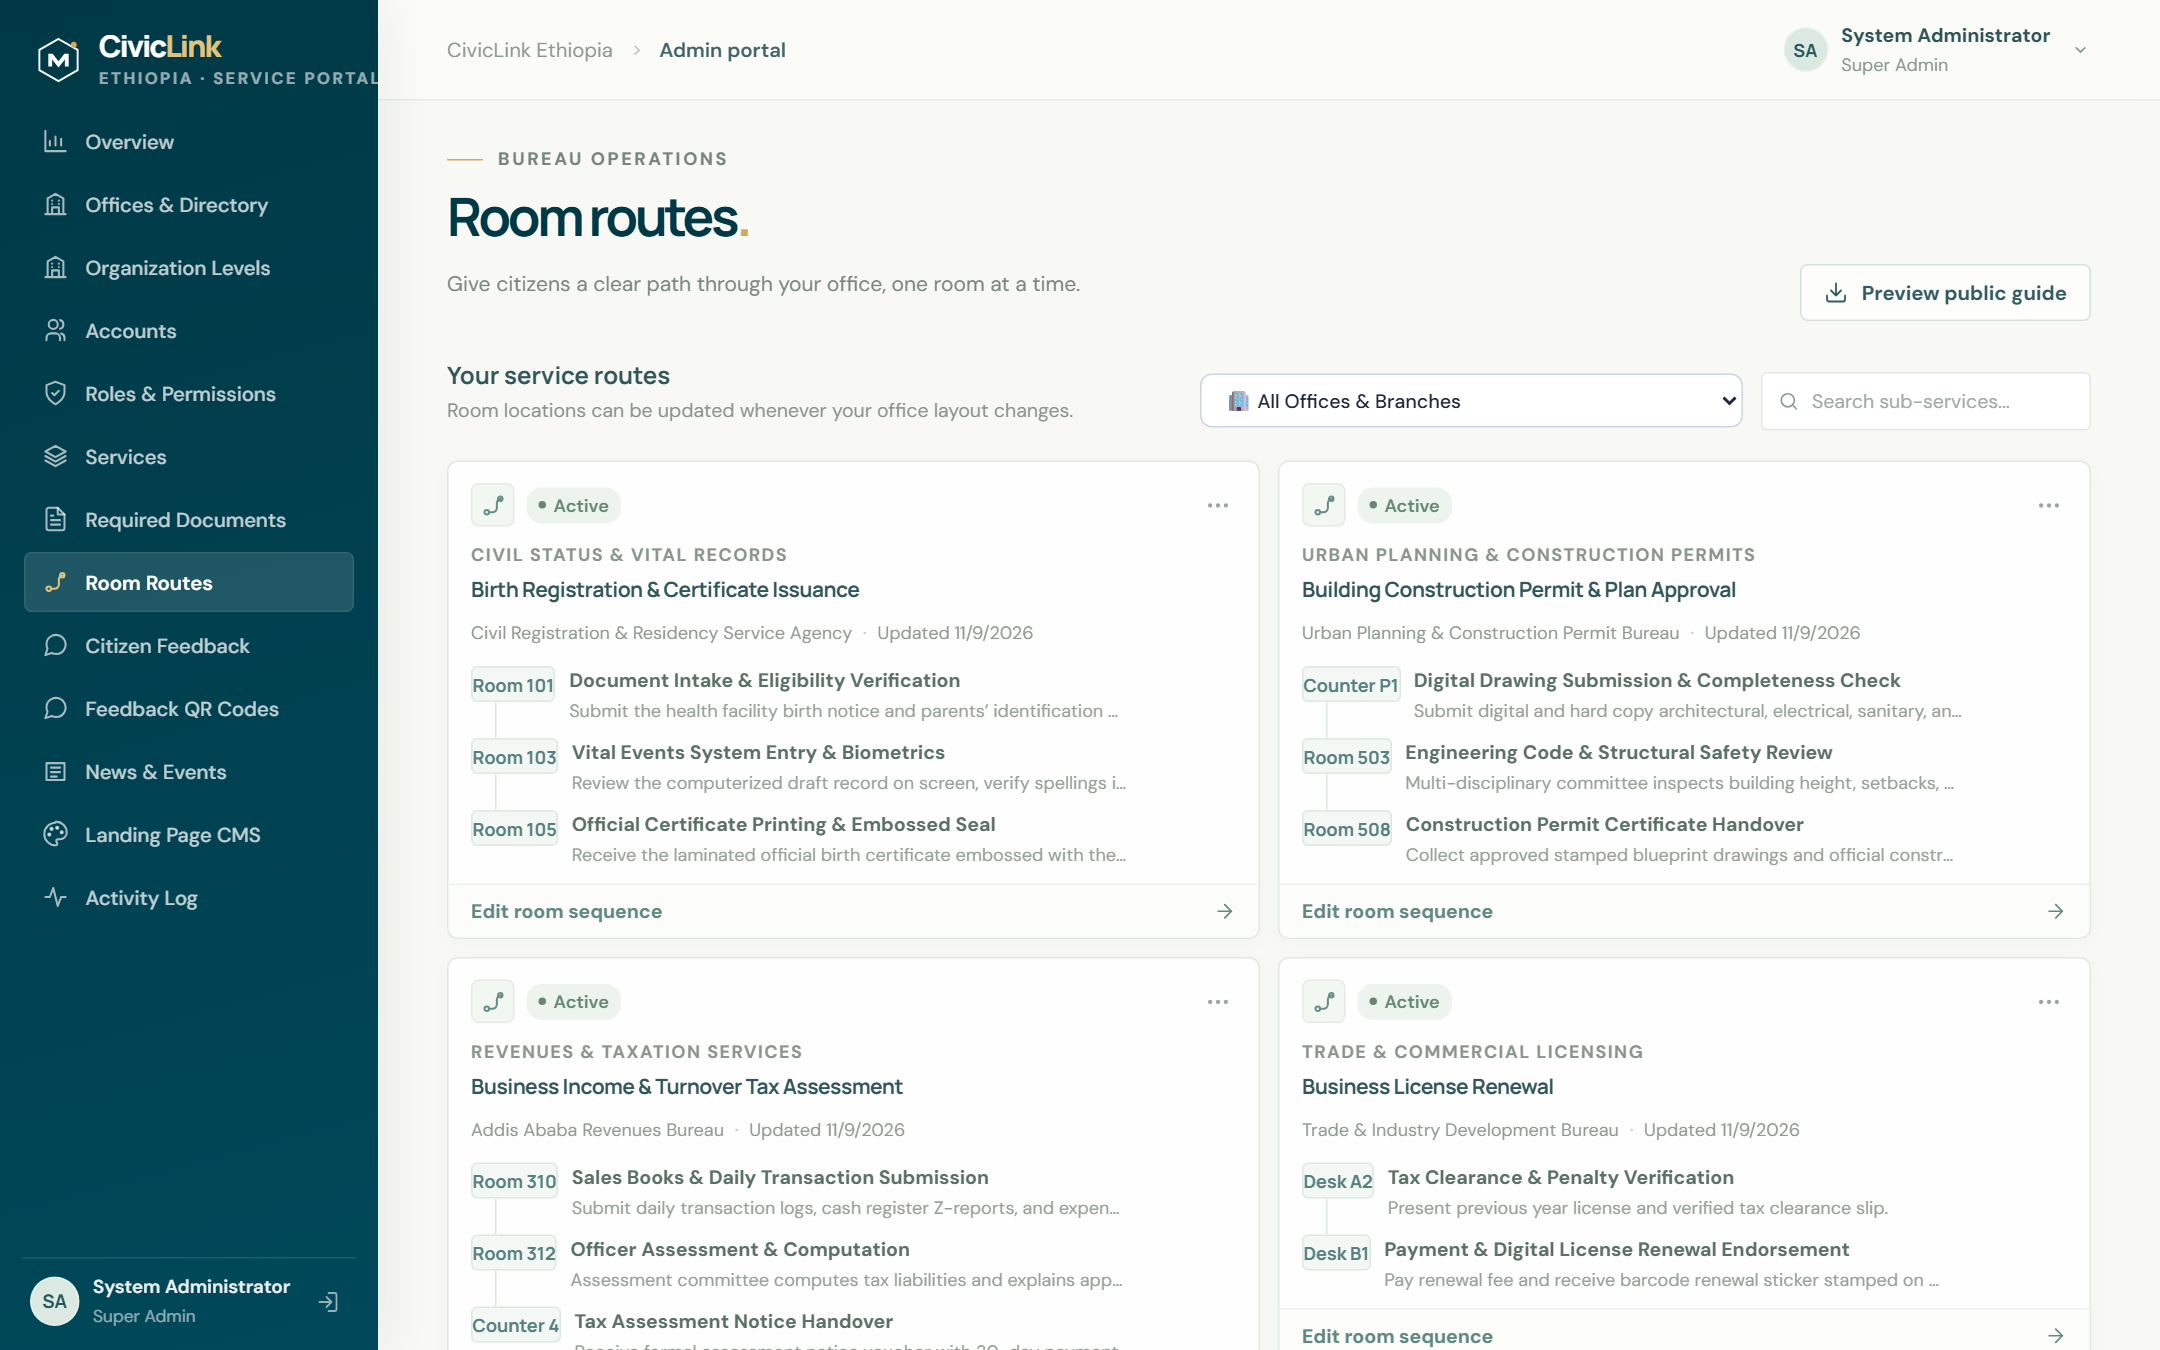 CivicLink
ETHIOPIA · SERVICE PORTAL
Overview
Offices & Directory
Organization Levels
Accounts
Roles & Permissions
Services
Required Documents
Room Routes
Citizen Feedback
Feedback QR Codes
News & Events
Landing Page CMS
Activity Log
SA
System Administrator
Super Admin
CivicLink Ethiopia > Admin portal
SA
System Administrator
Super Admin
BUREAU OPERATIONS
Room routes.
Give citizens a clear path through your office, one room at a time.
Preview public guide
Your service routes
Room locations can be updated whenever your office layout changes.
All Offices & Branches
Search sub-services...
Active
CIVIL STATUS & VITAL RECORDS
Birth Registration & Certificate Issuance
Civil Registration & Residency Service Agency · Updated 11/9/2026
Room 101
Document Intake & Eligibility Verification
Submit the health facility birth notice and parents' identification ...
Room 103
Vital Events System Entry & Biometrics
Review the computerized draft record on screen, verify spellings i...
Room 105
Official Certificate Printing & Embossed Seal
Receive the laminated official birth certificate embossed with the...
Edit room sequence
Active
URBAN PLANNING & CONSTRUCTION PERMITS
Building Construction Permit & Plan Approval
Urban Planning & Construction Permit Bureau · Updated 11/9/2026
Counter P1
Digital Drawing Submission & Completeness Check
Submit digital and hard copy architectural, electrical, sanitary, an...
Room 503
Engineering Code & Structural Safety Review
Multi-disciplinary committee inspects building height, setbacks, ...
Room 508
Construction Permit Certificate Handover
Collect approved stamped blueprint drawings and official constr...
Edit room sequence
Active
REVENUES & TAXATION SERVICES
Business Income & Turnover Tax Assessment
Addis Ababa Revenues Bureau · Updated 11/9/2026
Room 310
Sales Books & Daily Transaction Submission
Submit daily transaction logs, cash register Z-reports, and expen...
Room 312
Officer Assessment & Computation
Assessment committee computes tax liabilities and explains app...
Counter 4
Tax Assessment Notice Handover
Receive formal assessment notice voucher with 30-day payment
Active
TRADE & COMMERCIAL LICENSING
Business License Renewal
Trade & Industry Development Bureau · Updated 11/9/2026
Desk A2
Tax Clearance & Penalty Verification
Present previous year license and verified tax clearance slip.
Desk B1
Payment & Digital License Renewal Endorsement
Pay renewal fee and receive barcode renewal sticker stamped on ...
Edit room sequence